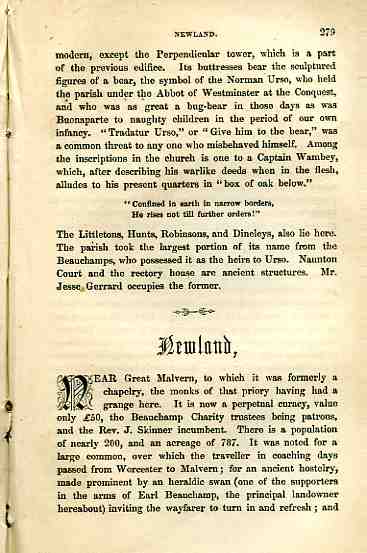 NEWLAND. 279
modern, except the Perpendicular tower, which is a part
of the previous edifice. Its buttresses bear the sculptured
figures of a bear, the symbol of the Norman Urso, who held
the parish under the Abbot of Westminster at the Conquest,
and who was as great a bug-bear in those days as was
Buonaparte to naughty children in the period of our own
infancy. "Tradatur Urso," or "Give him to the bear," was
a common threat to any one who misbehaved himself. Among
the inscriptions in the church is one to a Captain Wambey,
which, after describing his warlike deeds when in the flesh,
alludes to his present quarters in "box of oak below."
"Confined in earth in narrow borders,
He rises not till further orders!"
The Littletons, Hunts, Robinsons, and Dineleys, also lie here.
The parish took the largest portion of its name from the
Beauchamps, who possessed it as the heirs to Urso. Naunton
Court and the rectory house are ancient structures. Mr.
Jesse Gerrard occupies the former.
Newland,
NEAR Great Malvern, to which it was formerly a
chapelry, the monks of that priory having had a
grange here. It is now a perpetual curacy, value
only £50, the Beauchamp Charity trustees being patrons,
and the Rev. J. Skinner incumbent. There is a population
of nearly 200, and an acreage of 787. It was noted for a
large common, over which the traveller in coaching days
passed from Worcester to Malvern; for an ancient hostelry,
made prominent by an heraldic swan (one of the supporters
in the arms of Earl Beauchamp, the principal landowner
hereabout) inviting the wayfarer to turn in and refresh; and